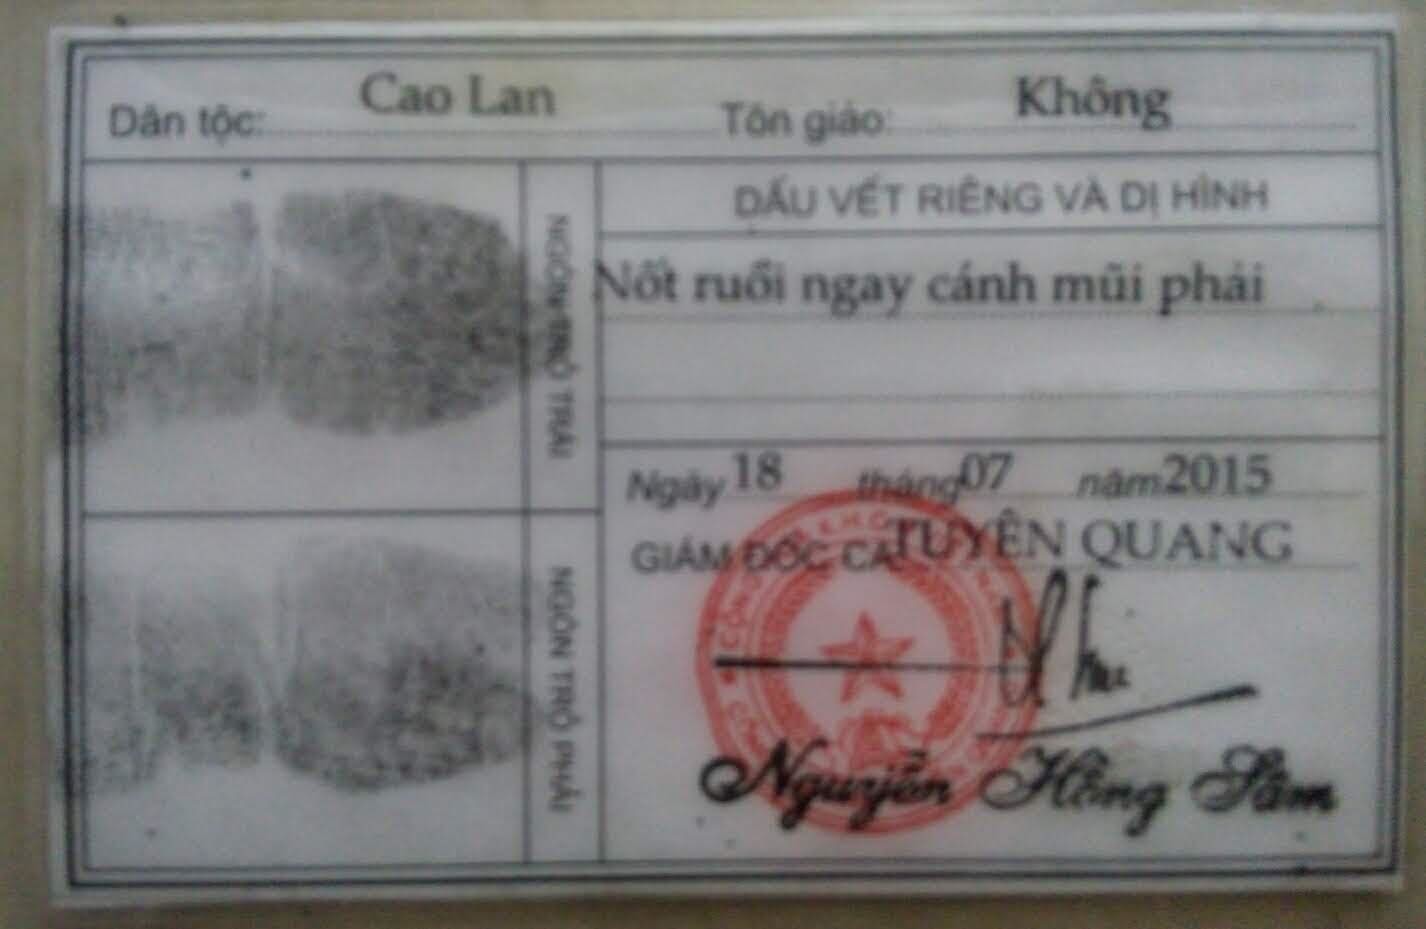 Dân tộc: Cao Lan Tôn giáo: Không
NGÓN TRỎ TRÁI
DẤU VẾT RIÊNG VÀ DỊ HÌNH
Nốt ruồi ngay cánh mũi phải
Ngày 18 tháng 07 năm 2015
GIÁM ĐỐC CA TUYÊN QUANG
NGÓN TRỎ PHẢI
Nguyễn Hồng Sâm